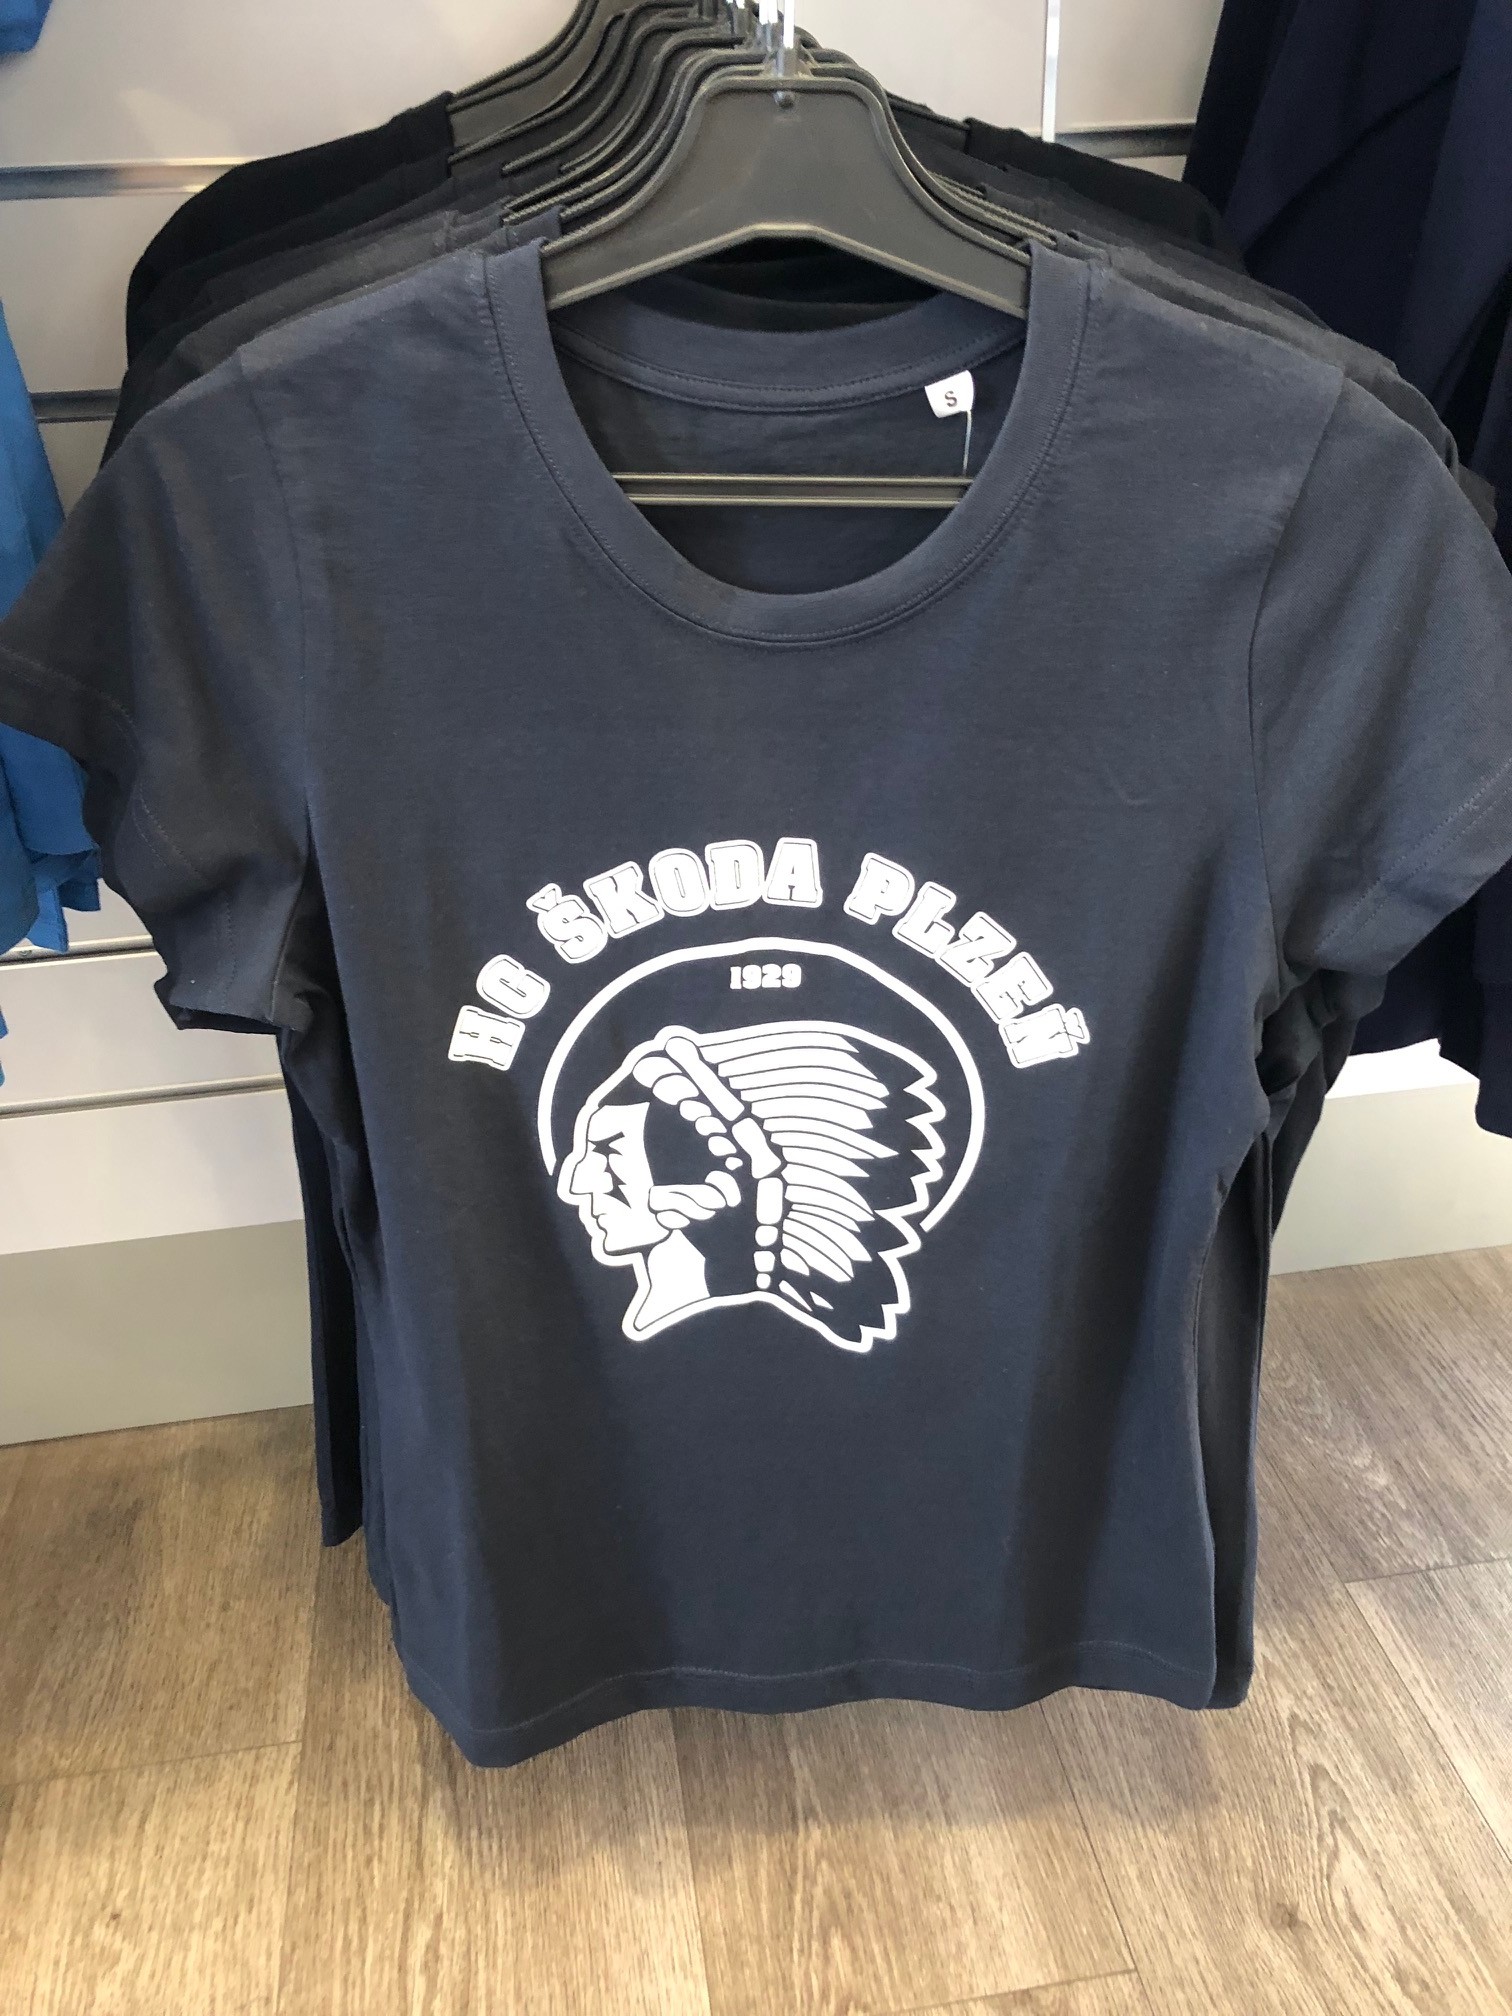 S
HC ŠKODA PLZEŇ
1929